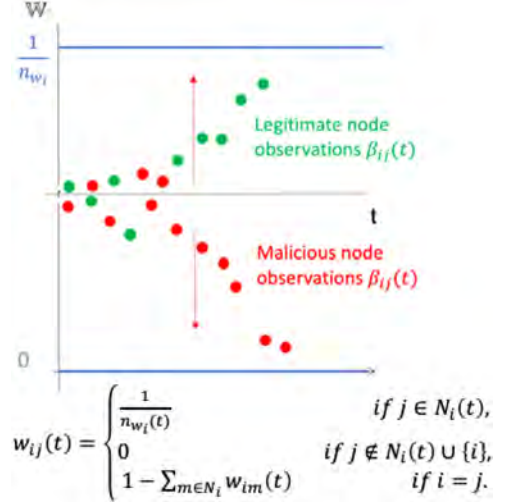 𝕎
1
n_{w_i}
Legitimate node
observations β_{ij}(t)
t
Malicious node
observations β_{ij}(t)
0
w_{ij}(t) = { 1/n_{w_i}(t) if j ∈ N_i(t),
0 if j ∉ N_i(t) ∪ {i},
1 − ∑_{m∈N_i} w_{im}(t) if i = j.